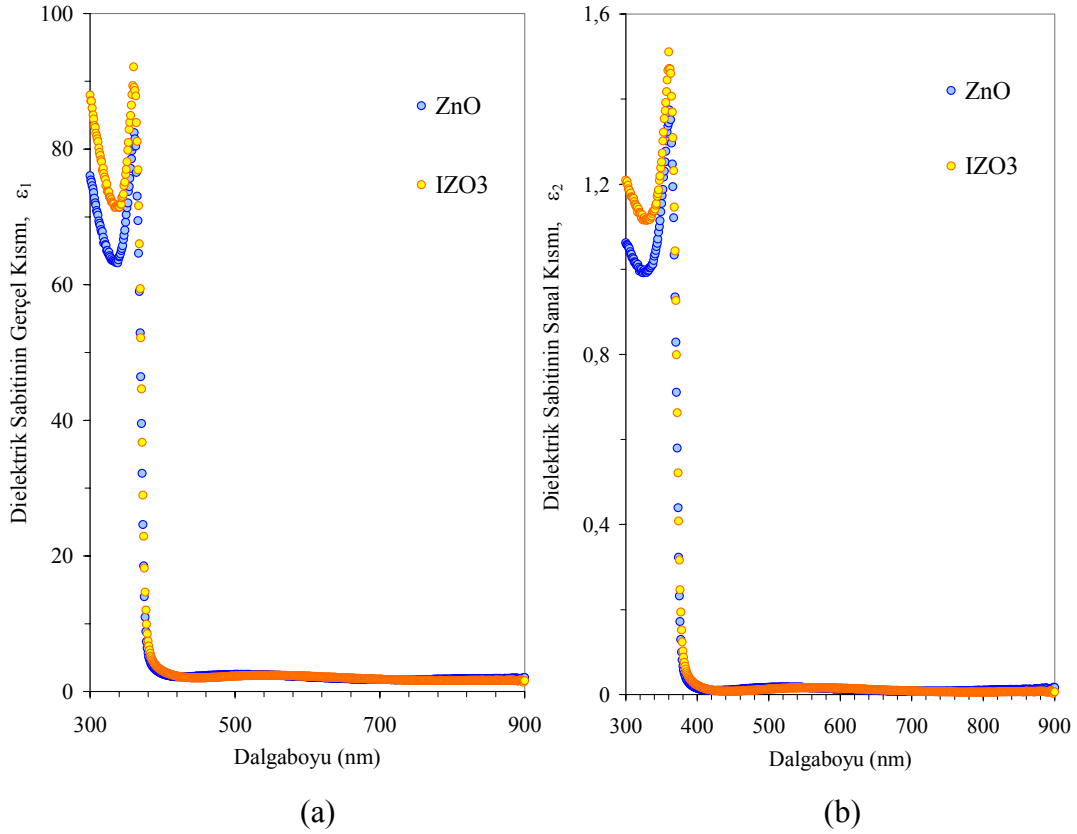 Dielektrik Sabitinin Gerçel Kısmı, ε1
100
80
60
40
20
0
ZnO
IZO3
300
500
700
900
Dalgaboyu (nm)
(a)
Dielektrik Sabitinin Sanal Kısmı, ε2
1,6
1,2
0,8
0,4
0
ZnO
IZO3
300
400
500
600
700
800
900
Dalgaboyu (nm)
(b)